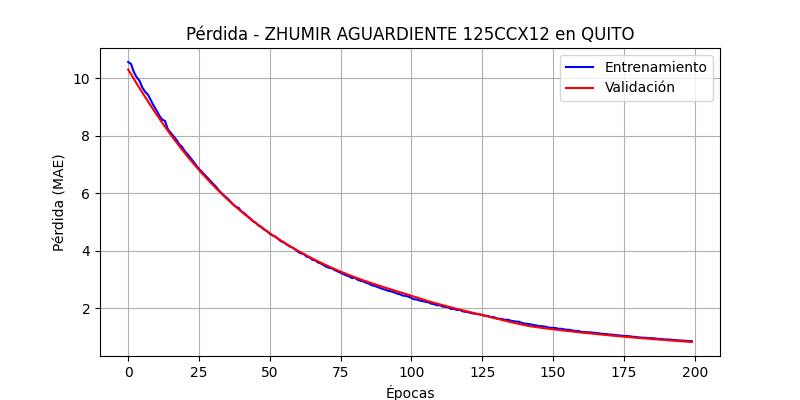 Pérdida - ZHUMIR AGUARDIENTE 125CCX12 en QUITO
Entrenamiento
Validación
Pérdida (MAE)
10
8
6
4
2
0 25 50 75 100 125 150 175 200
Épocas